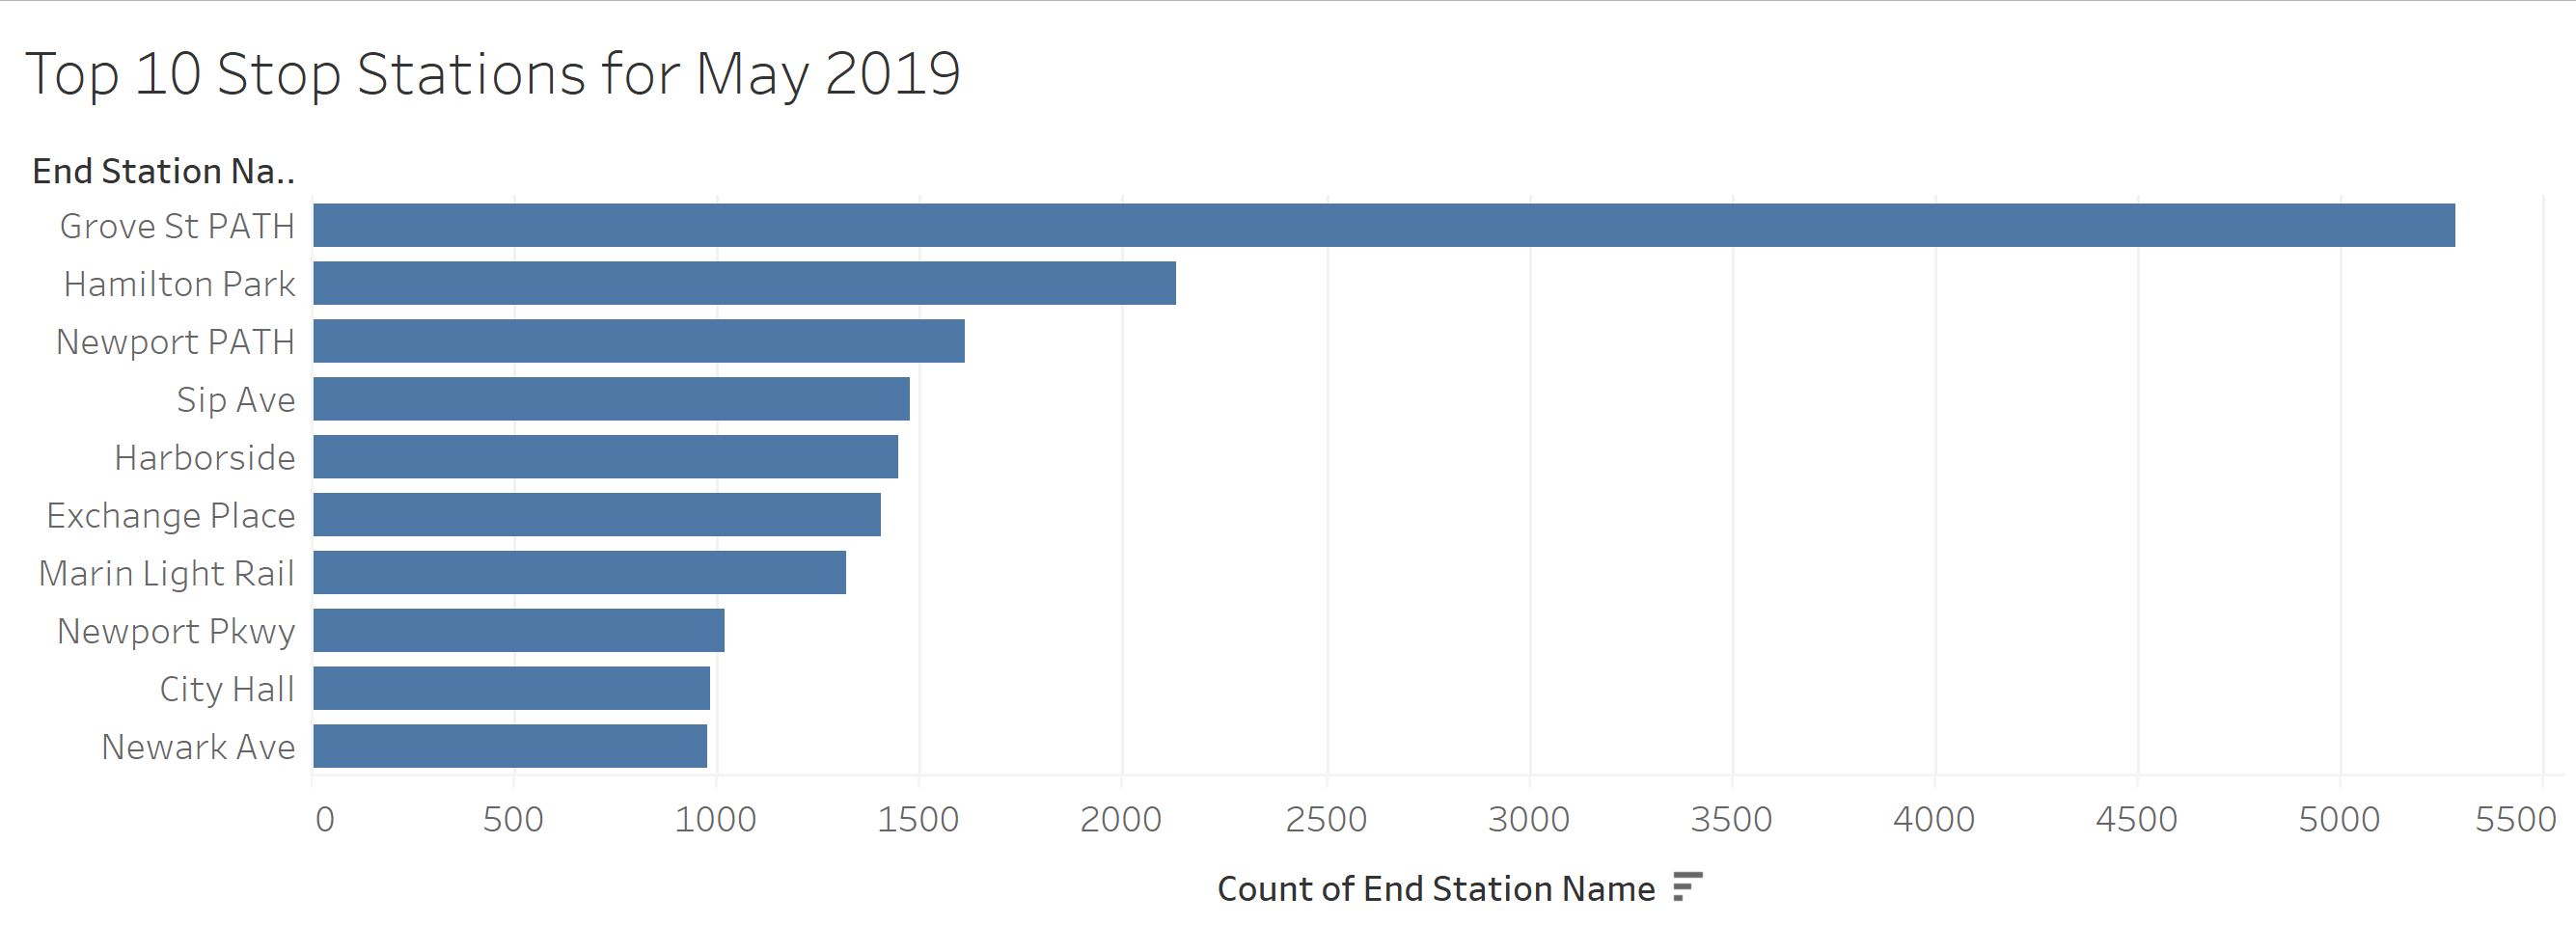 Top 10 Stop Stations for May 2019
End Station Na..
Grove St PATH
Hamilton Park
Newport PATH
Sip Ave
Harborside
Exchange Place
Marin Light Rail
Newport Pkwy
City Hall
Newark Ave
0 500 1000 1500 2000 2500 3000 3500 4000 4500 5000 5500
Count of End Station Name